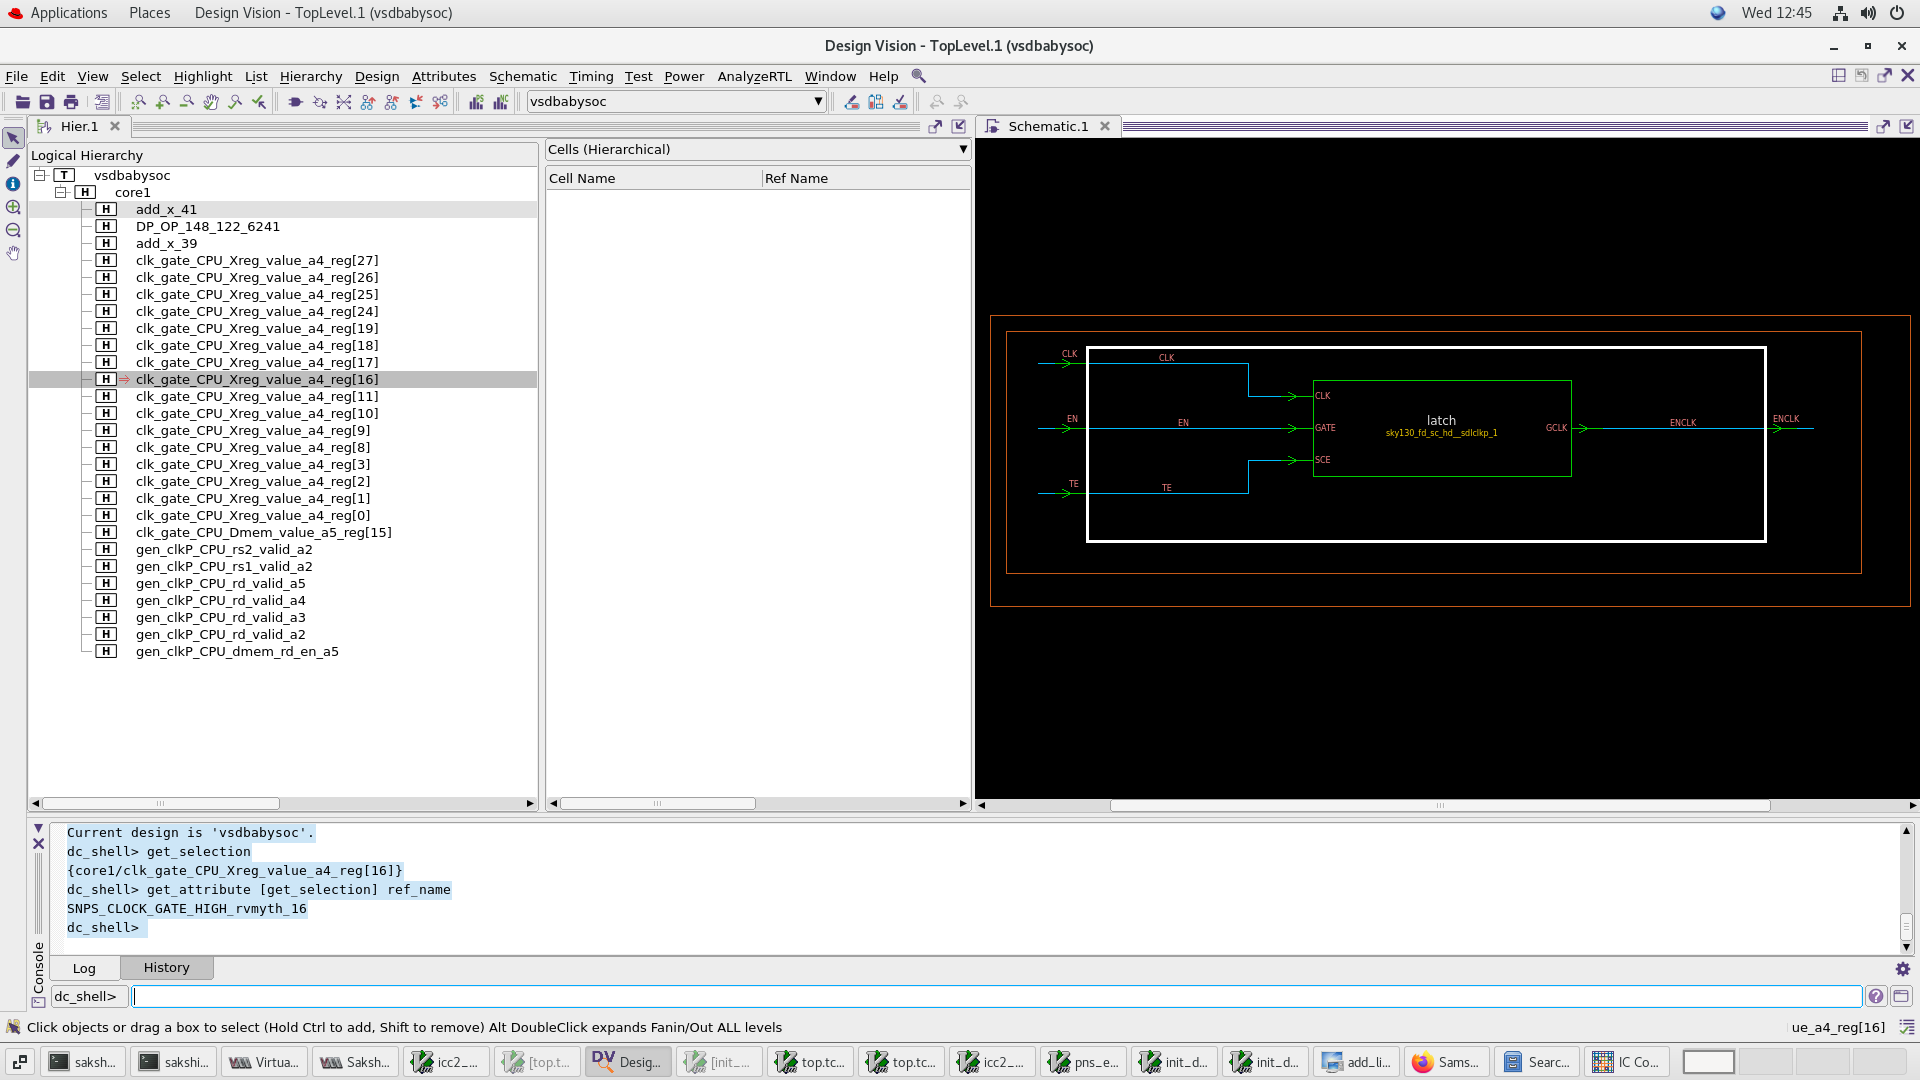 Applications Places Design Vision - TopLevel.1 (vsdbabysoc) Wed 12:45
Design Vision - TopLevel.1 (vsdbabysoc)
File Edit View Select Highlight List Hierarchy Design Attributes Schematic Timing Test Power AnalyzeRTL Window Help
vsdbabysoc
Hier.1
Schematic.1
Logical Hierarchy
T vsdbabysoc
H core1
H add_x_41
H DP_OP_148_122_6241
H add_x_39
H clk_gate_CPU_Xreg_value_a4_reg[27]
H clk_gate_CPU_Xreg_value_a4_reg[26]
H clk_gate_CPU_Xreg_value_a4_reg[25]
H clk_gate_CPU_Xreg_value_a4_reg[24]
H clk_gate_CPU_Xreg_value_a4_reg[19]
H clk_gate_CPU_Xreg_value_a4_reg[18]
H clk_gate_CPU_Xreg_value_a4_reg[17]
H clk_gate_CPU_Xreg_value_a4_reg[16]
H clk_gate_CPU_Xreg_value_a4_reg[11]
H clk_gate_CPU_Xreg_value_a4_reg[10]
H clk_gate_CPU_Xreg_value_a4_reg[9]
H clk_gate_CPU_Xreg_value_a4_reg[8]
H clk_gate_CPU_Xreg_value_a4_reg[3]
H clk_gate_CPU_Xreg_value_a4_reg[2]
H clk_gate_CPU_Xreg_value_a4_reg[1]
H clk_gate_CPU_Xreg_value_a4_reg[0]
H clk_gate_CPU_Dmem_value_a5_reg[15]
H gen_clkP_CPU_rs2_valid_a2
H gen_clkP_CPU_rs1_valid_a2
H gen_clkP_CPU_rd_valid_a5
H gen_clkP_CPU_rd_valid_a4
H gen_clkP_CPU_rd_valid_a3
H gen_clkP_CPU_rd_valid_a2
H gen_clkP_CPU_dmem_rd_en_a5
Cells (Hierarchical)
Cell Name Ref Name
CLK CLK
CLK
EN EN
GATE
latch
sky130_fd_sc_hd__sdlclkp_1
GCLK
ENCLK ENCLK
SCE
TE TE
Current design is 'vsdbabysoc'.
dc_shell> get_selection
{core1/clk_gate_CPU_Xreg_value_a4_reg[16]}
dc_shell> get_attribute [get_selection] ref_name
SNPS_CLOCK_GATE_HIGH_rvmyth_16
dc_shell>
Console
Log History
dc_shell>
Click objects or drag a box to select (Hold Ctrl to add, Shift to remove) Alt DoubleClick expands Fanin/Out ALL levels ue_a4_reg[16]
saksh... sakshi... Virtua... Saksh... icc2_... [top.t... DV Desig... [init_... top.tc... top.tc... icc2_... pns_e... init_d... init_d... add_li... Sams... Searc... IC Co...